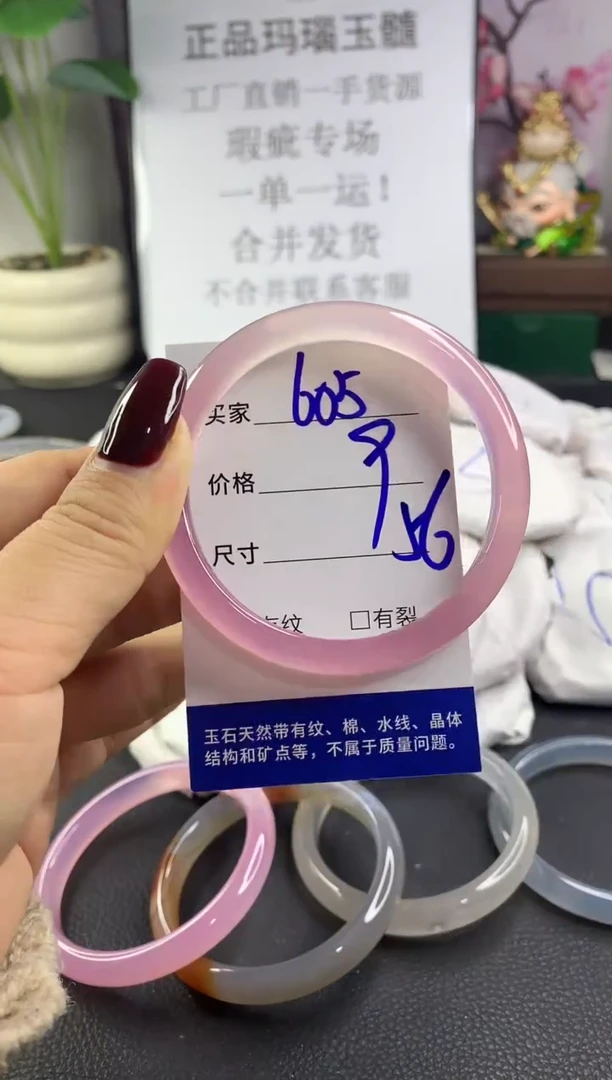 正品玛瑙玉髓
工厂直销一手货源
瑕疵专场
一单一运！
合并发货
不合并联系客服
买家 605
价格
尺寸 56
纹 □有裂
玉石天然带有纹、棉、水线、晶体
结构和矿点等，不属于质量问题。